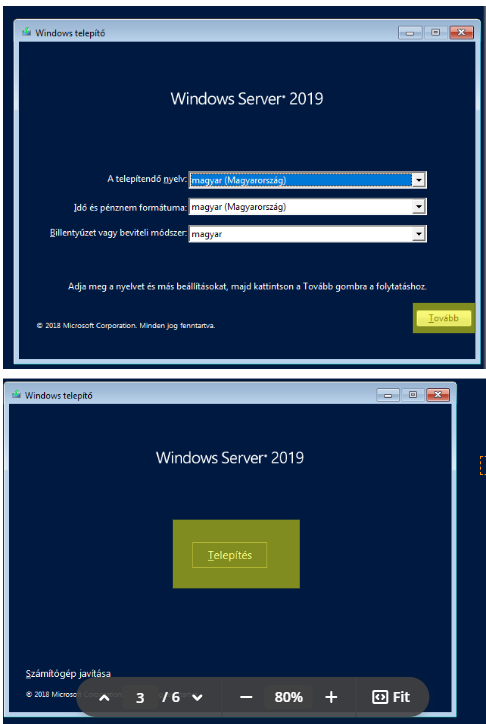 Windows telepítő
Windows Server® 2019
A telepítendő nyelv: magyar (Magyarország)
Idő és pénznem formátuma: magyar (Magyarország)
Billentyűzet vagy beviteli módszer: magyar
Adja meg a nyelvet és más beállításokat, majd kattintson a Tovább gombra a folytatáshoz.
Tovább
© 2018 Microsoft Corporation. Minden jog fenntartva.
Windows telepítő
Windows Server® 2019
Telepítés
Számítógép javítása
© 2018 Microsoft
3 / 6
80%
Fit